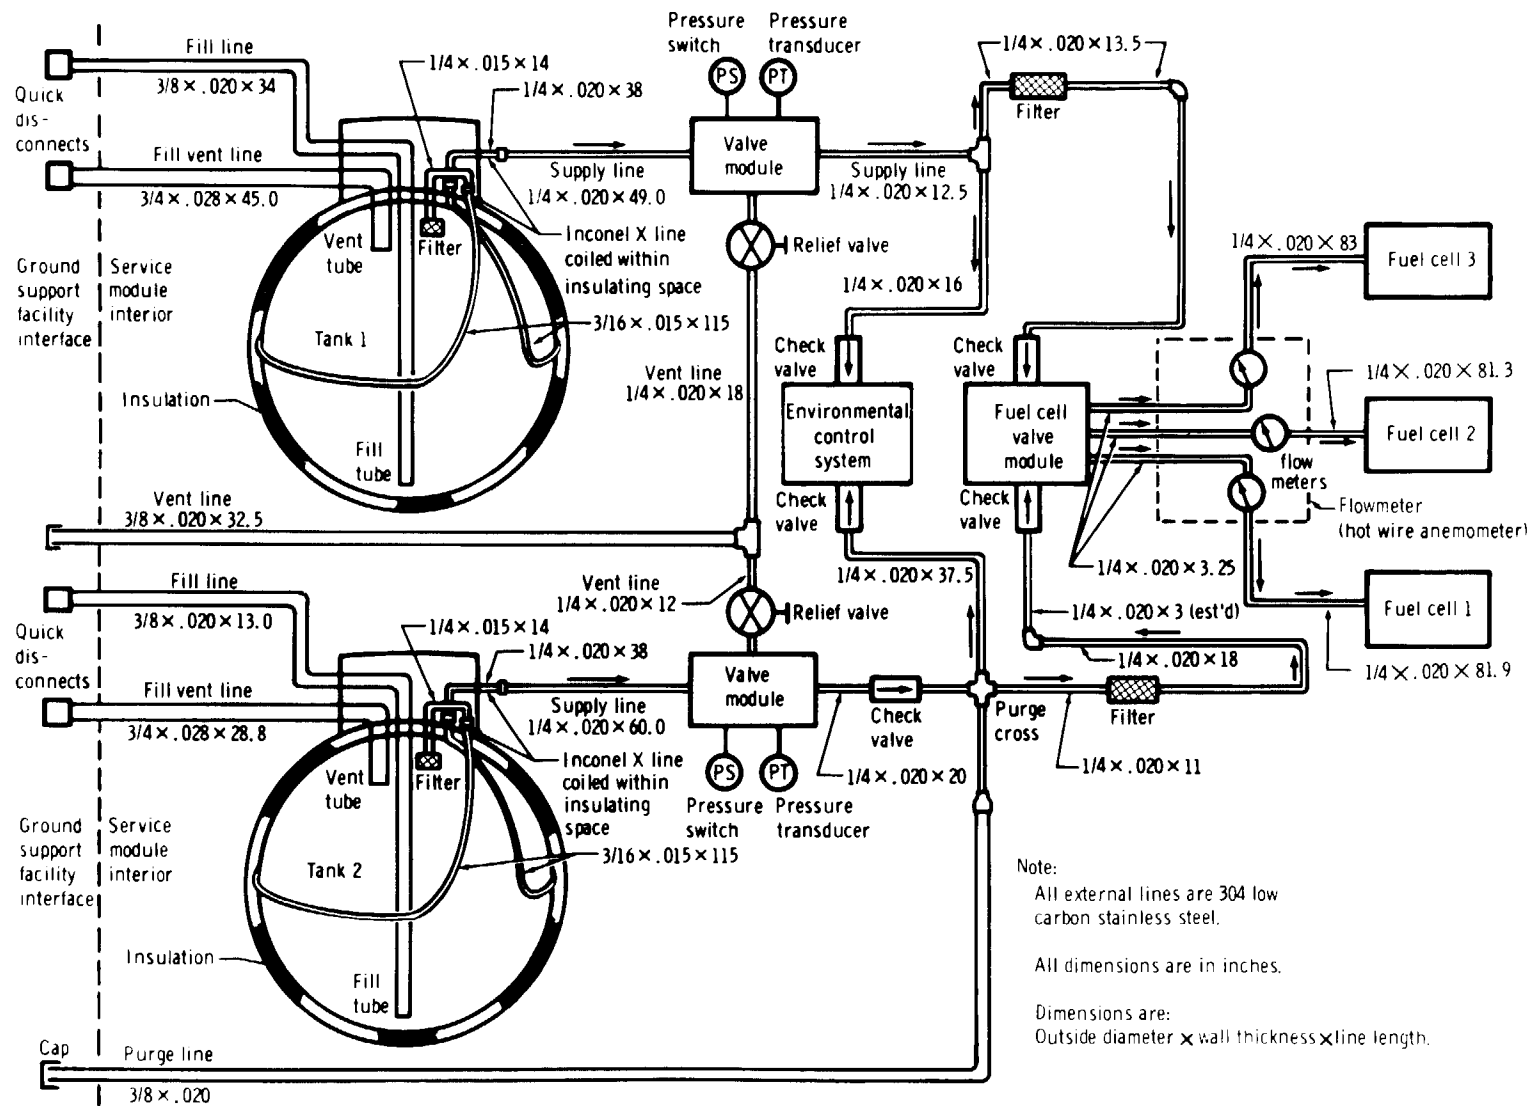 Pressure
switch
Pressure
transducer
PS
PT
Fill line
3/8 × .020 × 34
Quick
dis-
connects
Fill vent line
3/4 × .028 × 45.0
1/4 × .015 × 14
1/4 × .020 × 38
Supply line
1/4 × .020 × 49.0
Valve
module
Supply line
1/4 × .020 × 12.5
1/4 × .020 × 13.5
Filter
Vent
tube
Filter
Inconel X line
coiled within
insulating space
Relief valve
Ground
support
facility
interface
Service
module
interior
Tank 1
3/16 × .015 × 115
Insulation
Fill
tube
Vent line
1/4 × .020 × 18
1/4 × .020 × 16
Check
valve
Environmental
control
system
Check
valve
Check
valve
Fuel cell
valve
module
Check
valve
1/4 × .020 × 83
Fuel cell 3
1/4 × .020 × 81.3
Fuel cell 2
flow
meters
Flowmeter
(hot wire anemometer)
1/4 × .020 × 3.25
Fuel cell 1
1/4 × .020 × 81.9
Vent line
3/8 × .020 × 32.5
Vent line
1/4 × .020 × 12
Relief valve
1/4 × .020 × 37.5
1/4 × .020 × 3 (est'd)
1/4 × .020 × 18
Fill line
3/8 × .020 × 13.0
Quick
dis-
connects
Fill vent line
3/4 × .028 × 28.8
1/4 × .015 × 14
1/4 × .020 × 38
Supply line
1/4 × .020 × 60.0
Valve
module
Check
valve
Purge
cross
Filter
1/4 × .020 × 20
1/4 × .020 × 11
Vent
tube
Filter
Inconel X line
coiled within
insulating
space
PS
PT
Pressure
switch
Pressure
transducer
Ground
support
facility
interface
Service
module
interior
Tank 2
3/16 × .015 × 115
Insulation
Fill
tube
Note:
All external lines are 304 low
carbon stainless steel.
All dimensions are in inches.
Dimensions are:
Outside diameter × wall thickness × line length.
Cap
Purge line
3/8 × .020